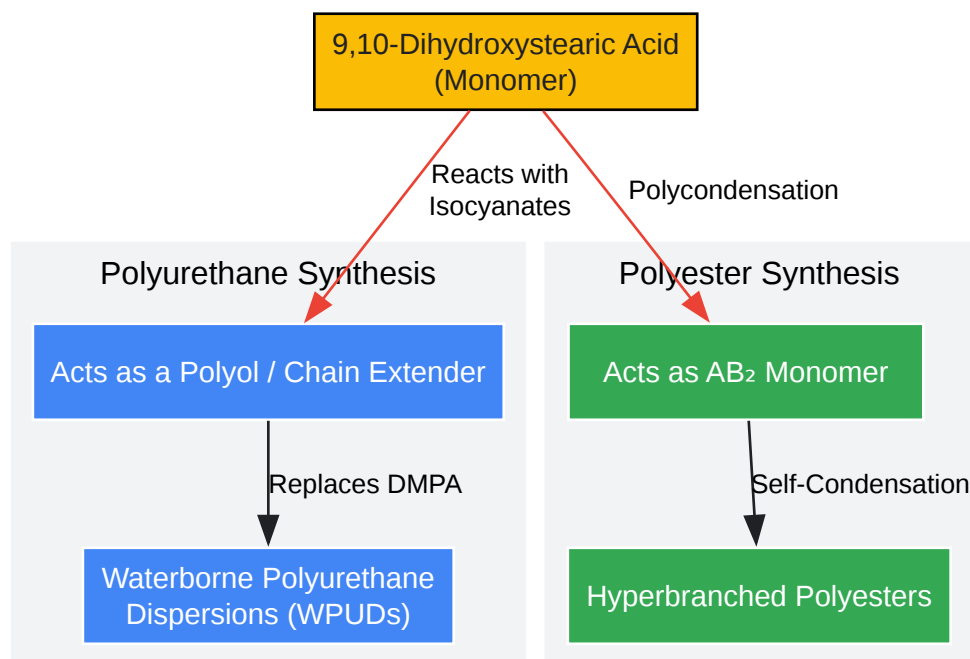 9,10-Dihydroxystearic Acid
(Monomer)
Reacts with
Isocyanates
Polycondensation
Polyurethane Synthesis
Polyester Synthesis
Acts as a Polyol / Chain Extender
Acts as AB₂ Monomer
Replaces DMPA
Self-Condensation
Waterborne Polyurethane
Dispersions (WPUDs)
Hyperbranched Polyesters